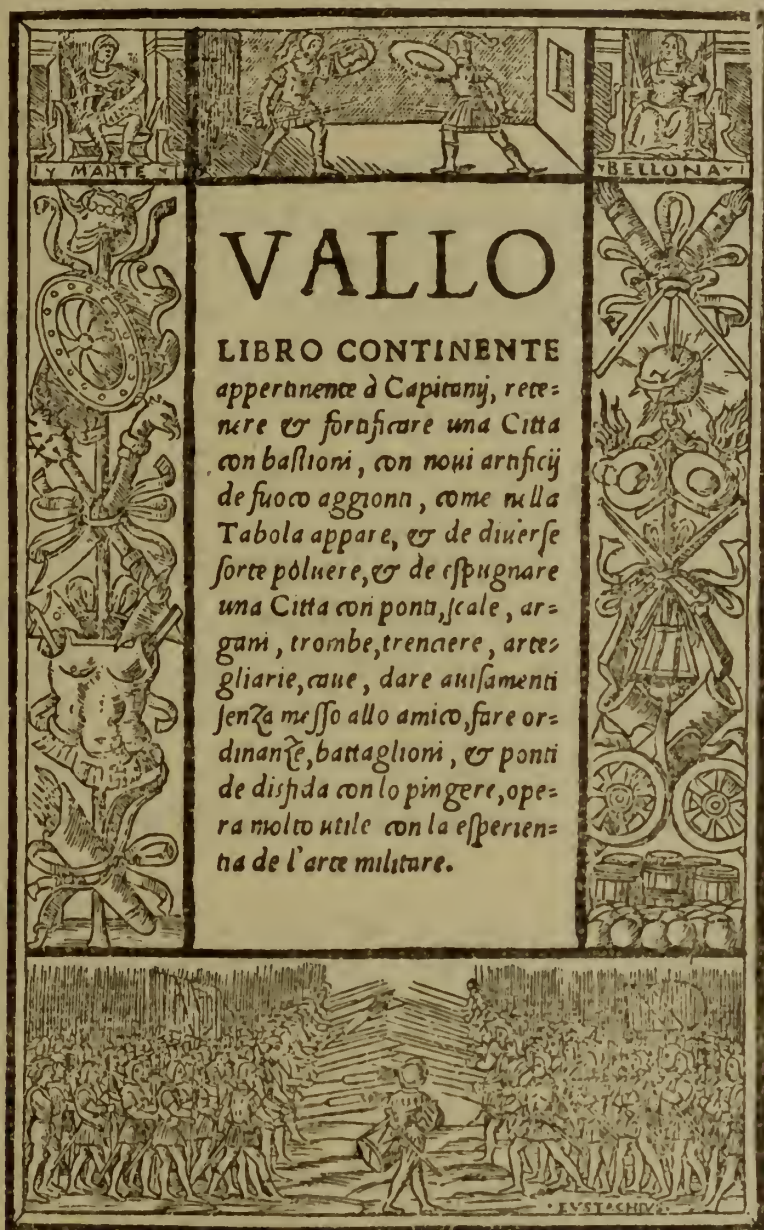 MARTE
BELLONA
VALLO
LIBRO CONTINENTE
appertinente à Capitanij, rete=
nere & fortificare una Citta
con bastioni, con noui artificij
de fuoco aggionti, come nella
Tabola appare, & de diuerse
sorte poluere, & de espugnare
una Citta con ponti, scale, ar=
gani, trombe, trenciere, arte=
gliarie, caue, dare auisamenti
senza messo allo amico, fare or=
dinanze, battaglioni, & ponti
de disfida con lo pingere, ope=
ra molto utile con la esperien=
tia de l'arte militare.
EUSTACHIUS